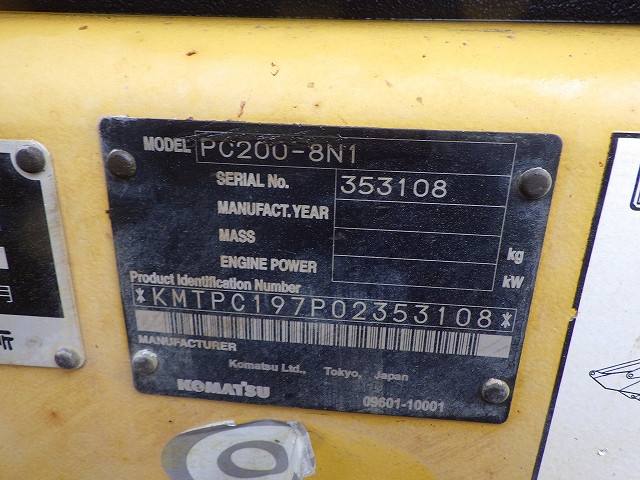 MODEL PC200-8N1
SERIAL No. 353108
MANUFACT.YEAR
MASS kg
ENGINE POWER kW
Product Identification Number
*KMTPC197P02353108*
MANUFACTURER
Komatsu Ltd., Tokyo, Japan
KOMATSU 09601-10001